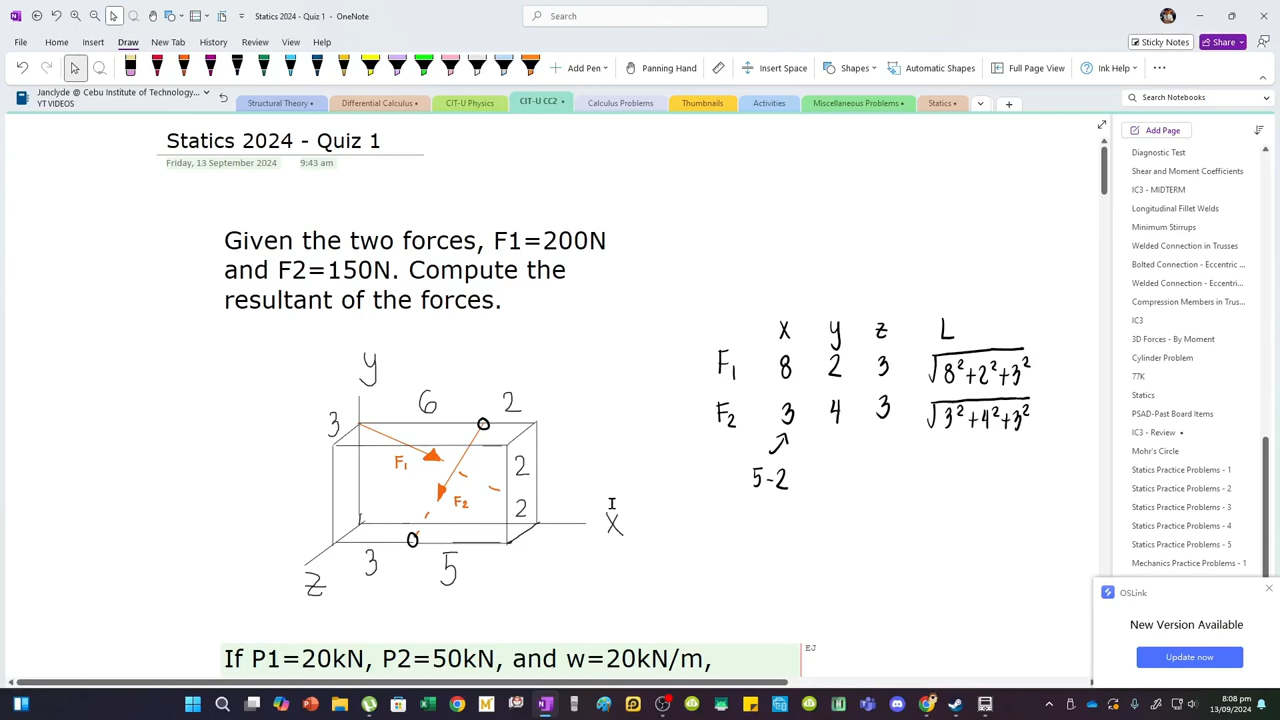 Statics 2024 - Quiz 1 - OneNote
Search
File Home Insert Draw New Tab History Review View Help
Sticky Notes
Share
Add Pen
Panning Hand
Insert Space
Shapes
Automatic Shapes
Full Page View
Ink Help
Janclyde @ Cebu Institute of Technology...
YT VIDEOS
Structural Theory
Differential Calculus
CIT-U Physics
CIT-U CC2
Calculus Problems
Thumbnails
Activities
Miscellaneous Problems
Statics
Search Notebooks
Statics 2024 - Quiz 1
Friday, 13 September 2024 9:43 am
Given the two forces, F1=200N
and F2=150N. Compute the
resultant of the forces.
y
6 2
3
F₁
2
F₂
2
X
3 5
Z
X y z L
F₁ 8 2 3 √8²+2²+3²
F₂ 3 4 3 √3²+4²+3²
5-2
If P1=20kN, P2=50kN, and w=20kN/m,
EJ
Add Page
Diagnostic Test
Shear and Moment Coefficients
IC3 - MIDTERM
Longitudinal Fillet Welds
Minimum Stirrups
Welded Connection in Trusses
Bolted Connection - Eccentric ...
Welded Connection - Eccentri...
Compression Members in Trus...
IC3
3D Forces - By Moment
Cylinder Problem
77K
Statics
PSAD-Past Board Items
IC3 - Review
Mohr's Circle
Statics Practice Problems - 1
Statics Practice Problems - 2
Statics Practice Problems - 3
Statics Practice Problems - 4
Statics Practice Problems - 5
Mechanics Practice Problems - 1
OSLink
New Version Available
Update now
8:08 pm
13/09/2024